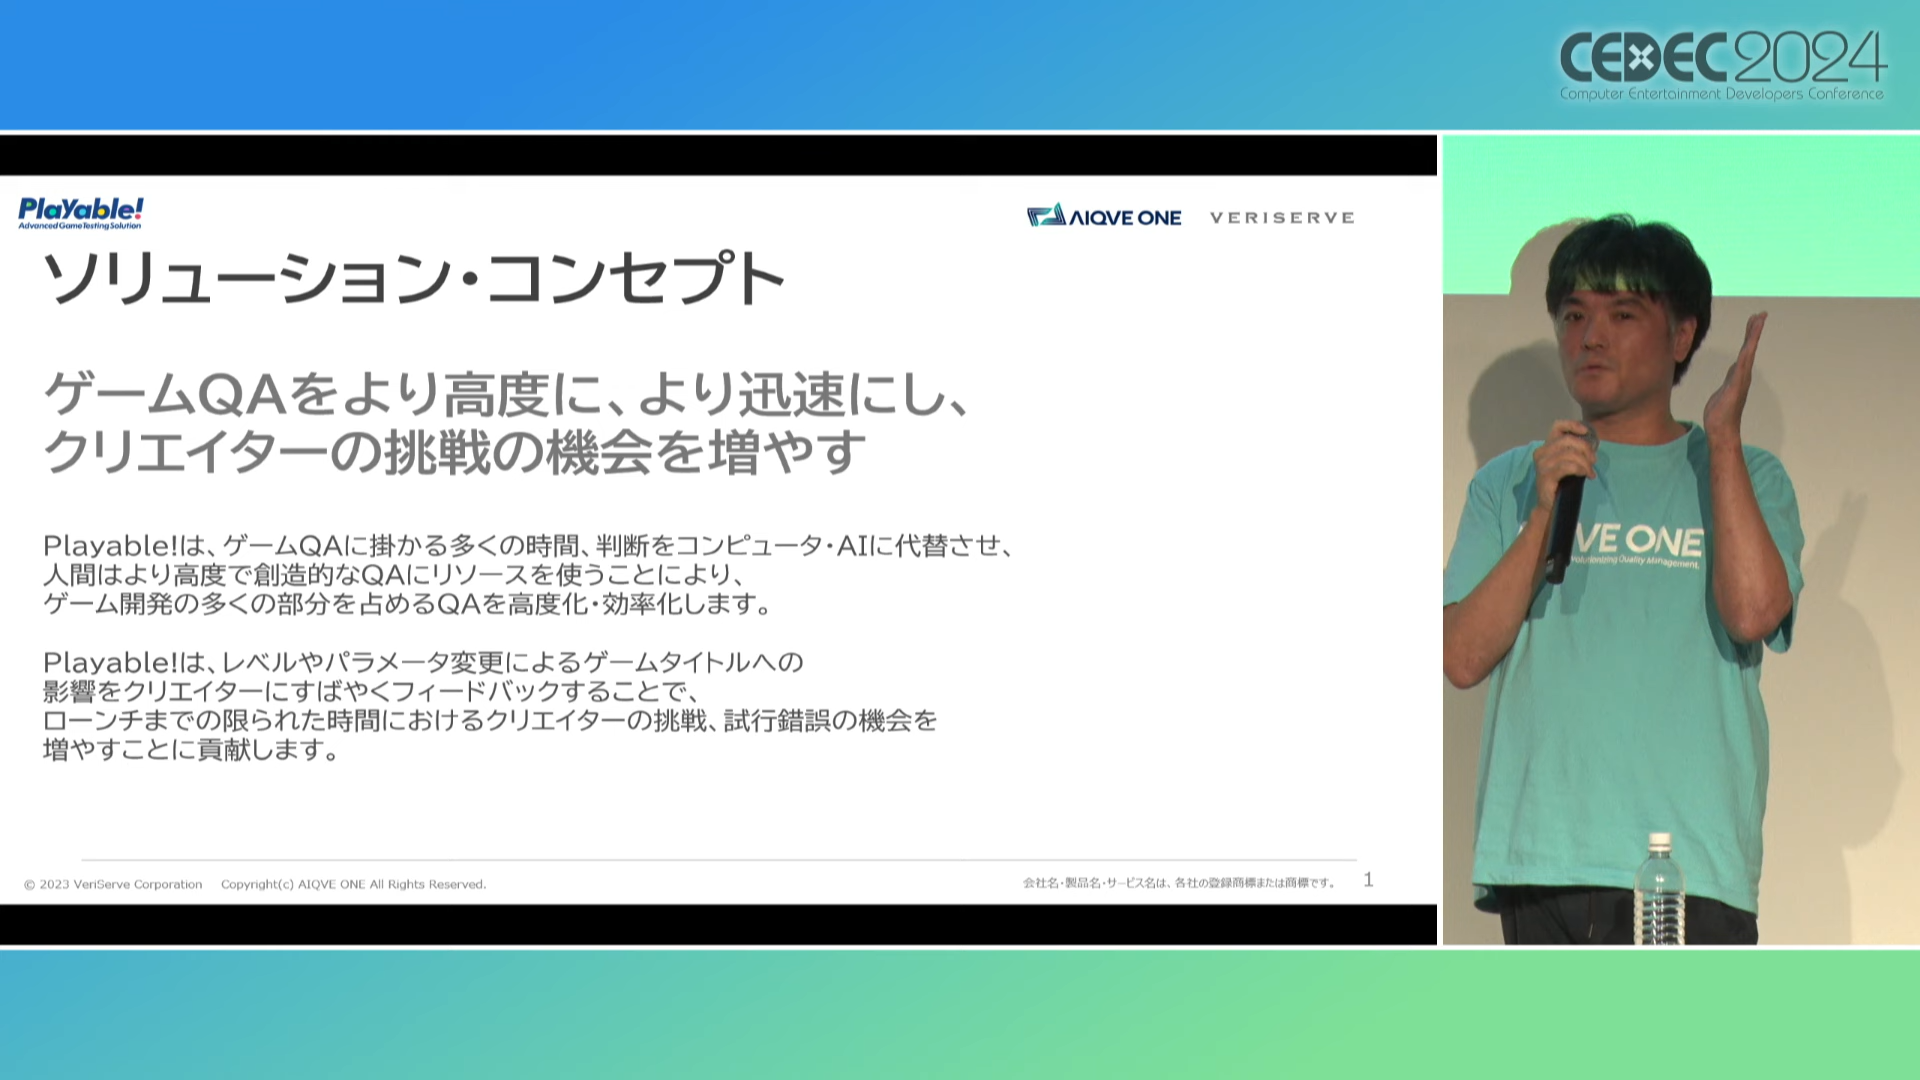 CEDEC2024
Computer Entertainment Developers Conference
Playable!
Advanced Game Testing Solution
AIQVE ONE
VERISERVE
ソリューション・コンセプト
ゲームQAをより高度に、より迅速にし、
クリエイターの挑戦の機会を増やす
Playable!は、ゲームQAに掛かる多くの時間、判断をコンピュータ・AIに代替させ、
人間はより高度で創造的なQAにリソースを使うことにより、
ゲーム開発の多くの部分を占めるQAを高度化・効率化します。
Playable!は、レベルやパラメータ変更によるゲームタイトルへの
影響をクリエイターにすばやくフィードバックすることで、
ローンチまでの限られた時間におけるクリエイターの挑戦、試行錯誤の機会を
増やすことに貢献します。
© 2023 VeriServe Corporation Copyright(c) AIQVE ONE All Rights Reserved.
会社名・製品名・サービス名は、各社の登録商標または商標です。
1
VE ONE
Quality Management.